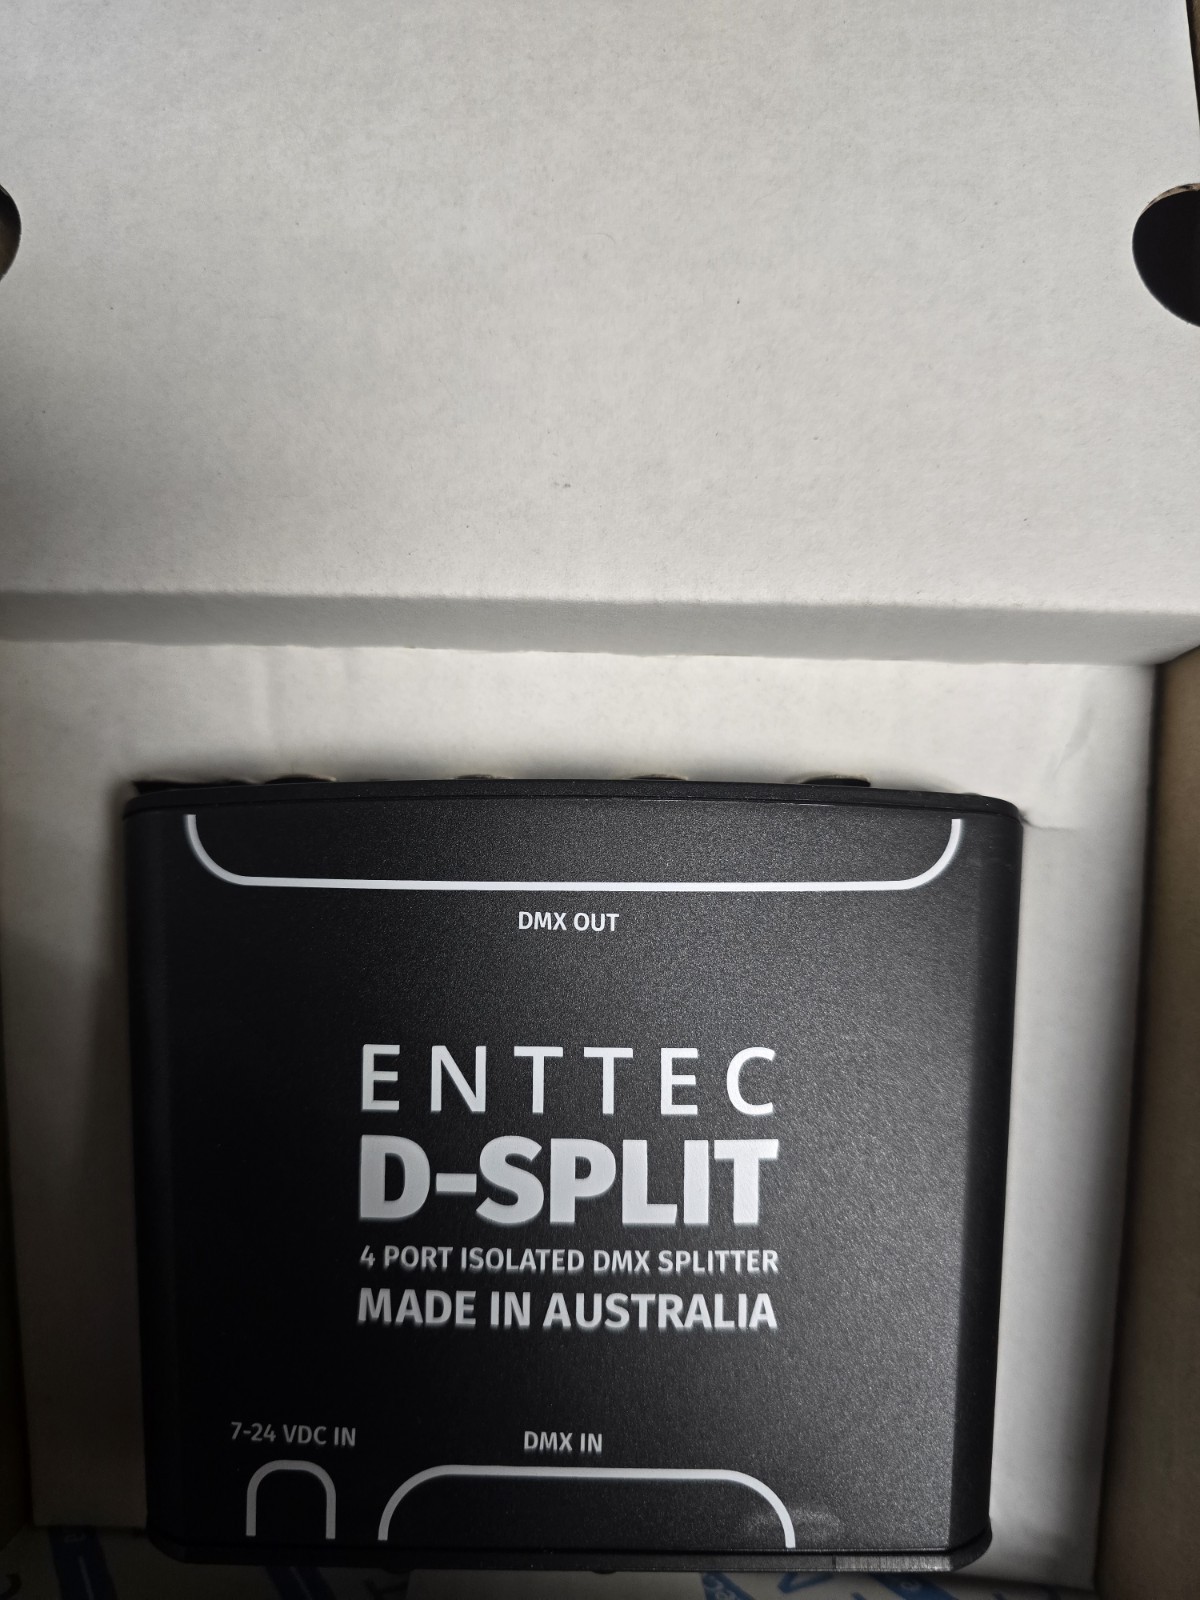 DMX OUT
ENTTEC
D-SPLIT
4 PORT ISOLATED DMX SPLITTER
MADE IN AUSTRALIA
7-24 VDC IN
DMX IN